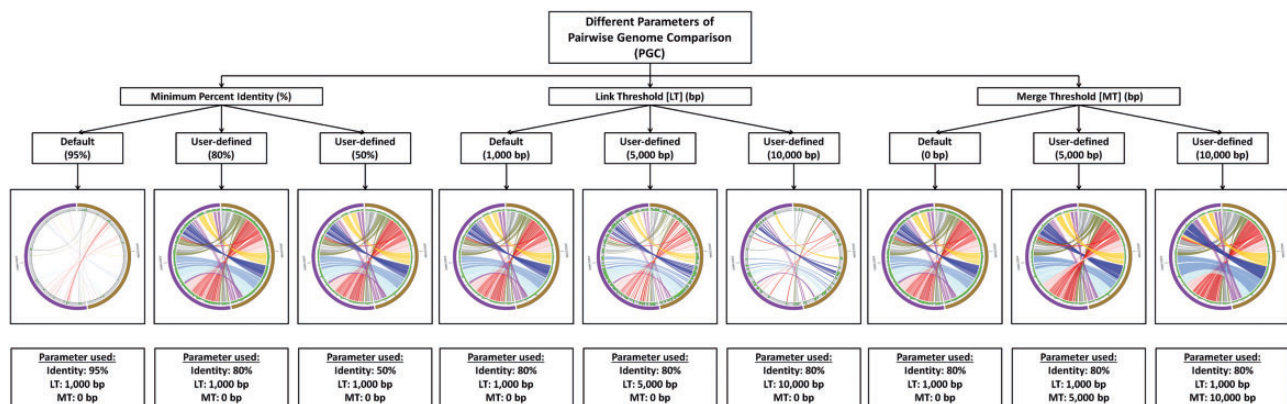 Different Parameters of
Pairwise Genome Comparison
(PGC)
Minimum Percent Identity (%)
Link Threshold [LT] (bp)
Merge Threshold [MT] (bp)
Default
(95%)
User-defined
(80%)
User-defined
(50%)
Default
(1,000 bp)
User-defined
(5,000 bp)
User-defined
(10,000 bp)
Default
(0 bp)
User-defined
(5,000 bp)
User-defined
(10,000 bp)
Parameter used:
Identity: 95%
LT: 1,000 bp
MT: 0 bp
Parameter used:
Identity: 80%
LT: 1,000 bp
MT: 0 bp
Parameter used:
Identity: 50%
LT: 1,000 bp
MT: 0 bp
Parameter used:
Identity: 80%
LT: 1,000 bp
MT: 0 bp
Parameter used:
Identity: 80%
LT: 5,000 bp
MT: 0 bp
Parameter used:
Identity: 80%
LT: 10,000 bp
MT: 0 bp
Parameter used:
Identity: 80%
LT: 1,000 bp
MT: 0 bp
Parameter used:
Identity: 80%
LT: 1,000 bp
MT: 5,000 bp
Parameter used:
Identity: 80%
LT: 1,000 bp
MT: 10,000 bp